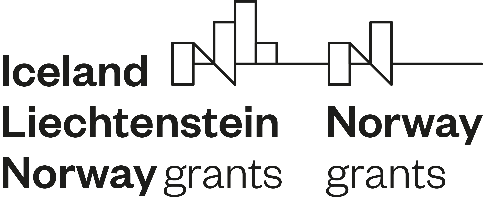 Iceland
Liechtenstein
Norway grants
Norway
grants